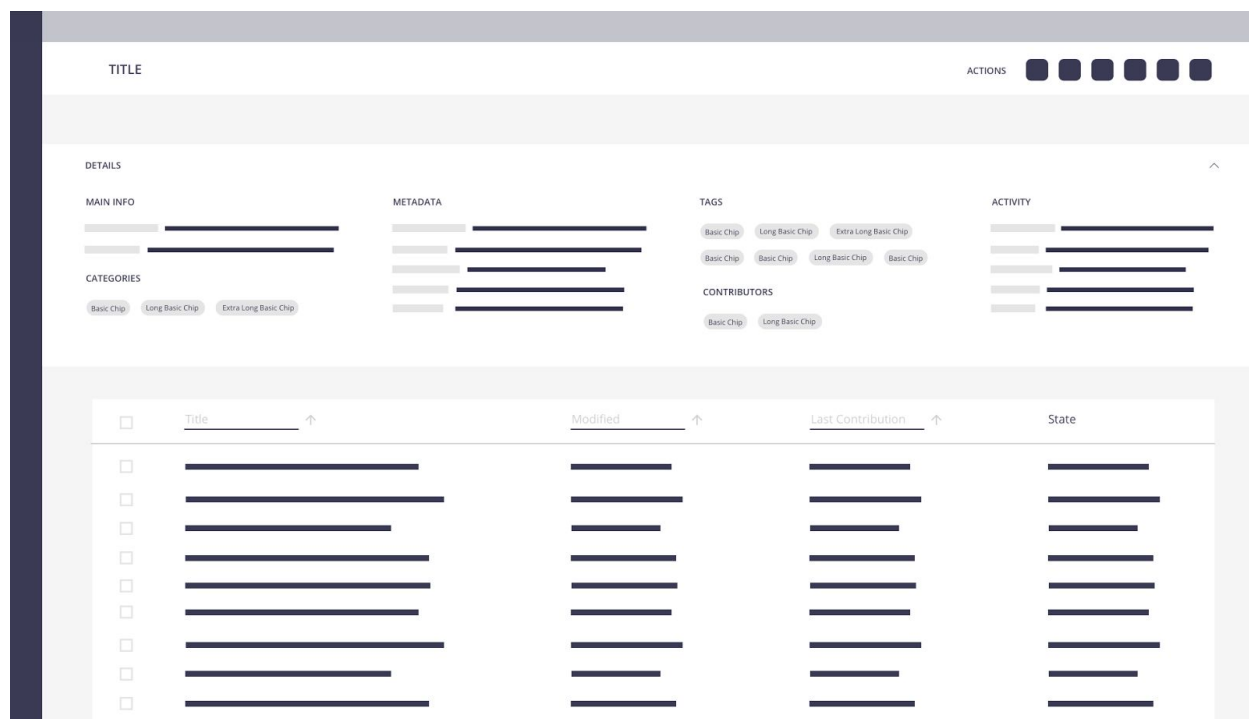 TITLE
ACTIONS
DETAILS
MAIN INFO
METADATA
TAGS
ACTIVITY
Basic Chip Long Basic Chip Extra Long Basic Chip
Basic Chip Basic Chip Long Basic Chip Basic Chip
CATEGORIES
CONTRIBUTORS
Basic Chip Long Basic Chip Extra Long Basic Chip
Basic Chip Long Basic Chip
Title Modified Last Contribution State